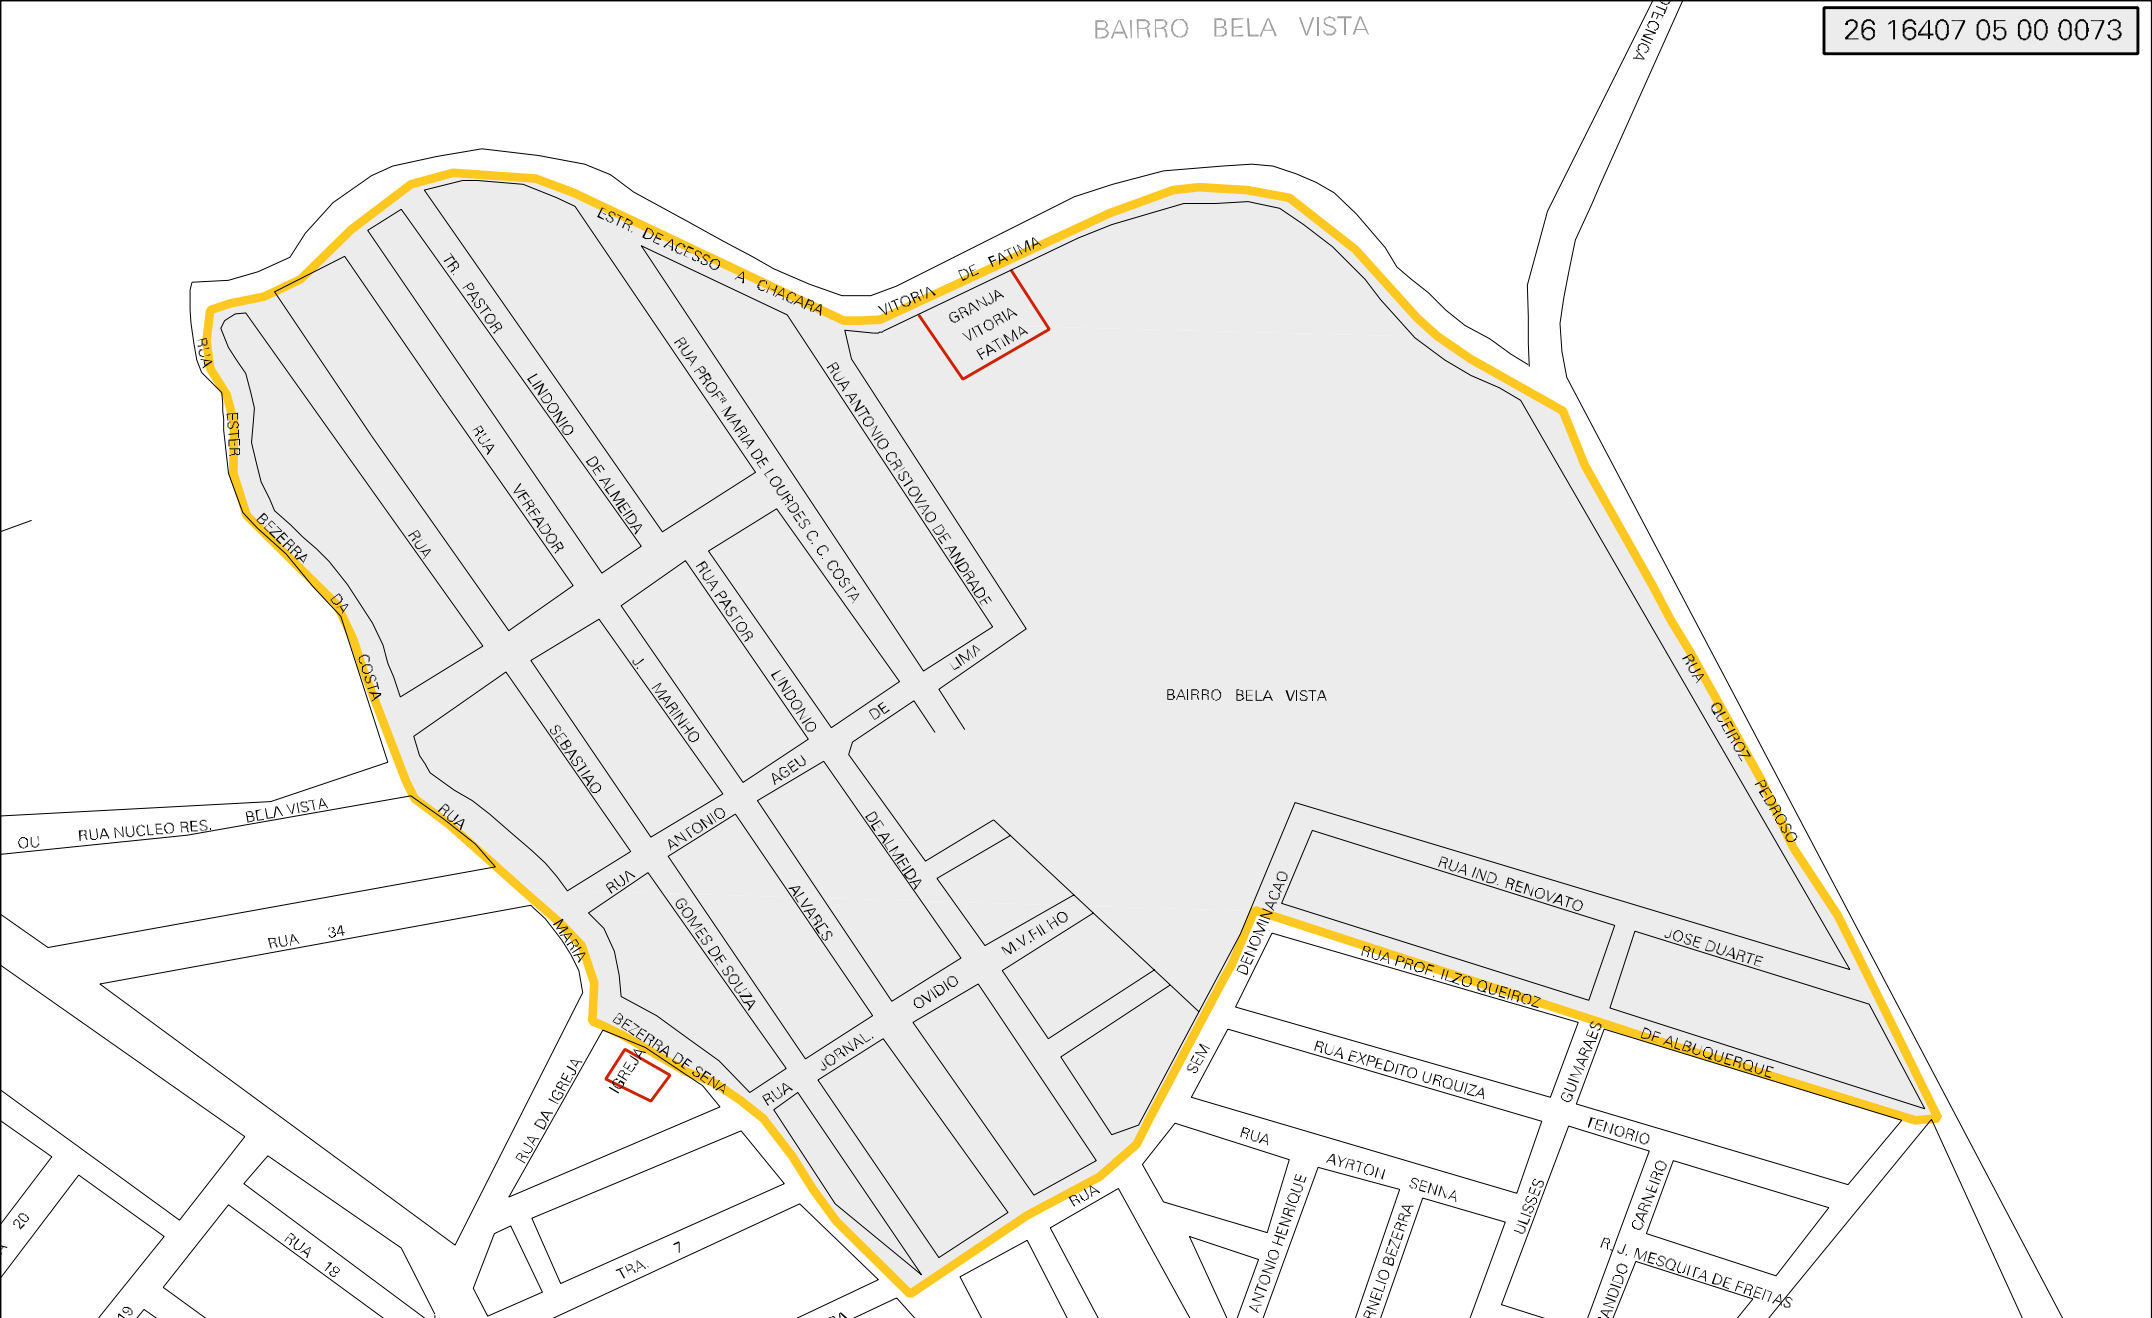 BAIRRO BELA VISTA
26 16407 05 00 0073
ESTR. DE ACESSO A CHACARA VITORIA DE FATIMA
GRANJA
VITORIA
FATIMA
TR. PASTOR LINDONIO DE ALMEIDA
RUA PROFª MARIA DE LOURDES C. C. COSTA
RUA ANTONIO CRISTOVAO DE ANDRADE
RUA VEREADOR J. MARINHO ALVARES
RUA SEBASTIAO GOMES DE SOUZA
RUA PASTOR LINDONIO DE ALMEIDA
RUA ESTER BEZERRA DA COSTA
RUA ANTONIO AGEU DE LIMA
BAIRRO BELA VISTA
RUA QUEIROZ PEDROSO
OU RUA NUCLEO RES. BELA VISTA
RUA MARIA BEZERRA DE SENA
RUA 34
RUA JORNAL. OVIDIO M.V.FILHO
RUA IND. RENOVATO JOSE DUARTE
RUA PROF. ILZO QUEIROZ DE ALBUQUERQUE
RUA SEM DENOMINACAO
RUA EXPEDITO URQUIZA TENORIO
IGREJA
RUA DA IGREJA
RUA AYRTON SENNA
ULISSES GUIMARAES
ANTONIO HENRIQUE
RNELIO BEZERRA
ANDIDO CARNEIRO
R. J. MESQUITA DE FREITAS
TRA. 7
RUA 18
20
19